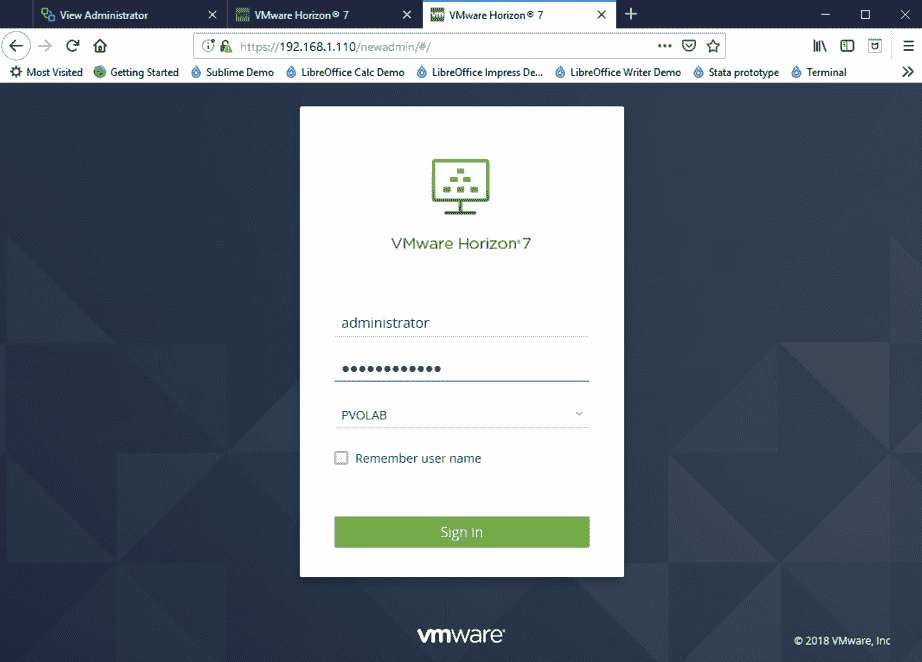 View Administrator
VMware Horizon® 7
VMware Horizon® 7
https://192.168.1.110/newadmin/#/
Most Visited
Getting Started
Sublime Demo
LibreOffice Calc Demo
LibreOffice Impress De...
LibreOffice Writer Demo
Stata prototype
Terminal
VMware Horizon® 7
administrator
●●●●●●●●●●●●
PVOLAB
Remember user name
Sign in
vmware®
© 2018 VMware, Inc